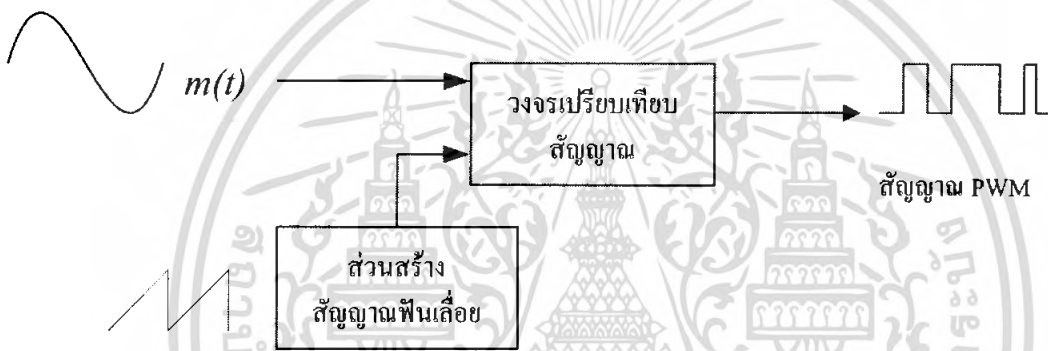 m(t)
วงจรเปรียบเทียบ
สัญญาณ
สัญญาณ PWM
ส่วนสร้าง
สัญญาณฟันเลื่อย